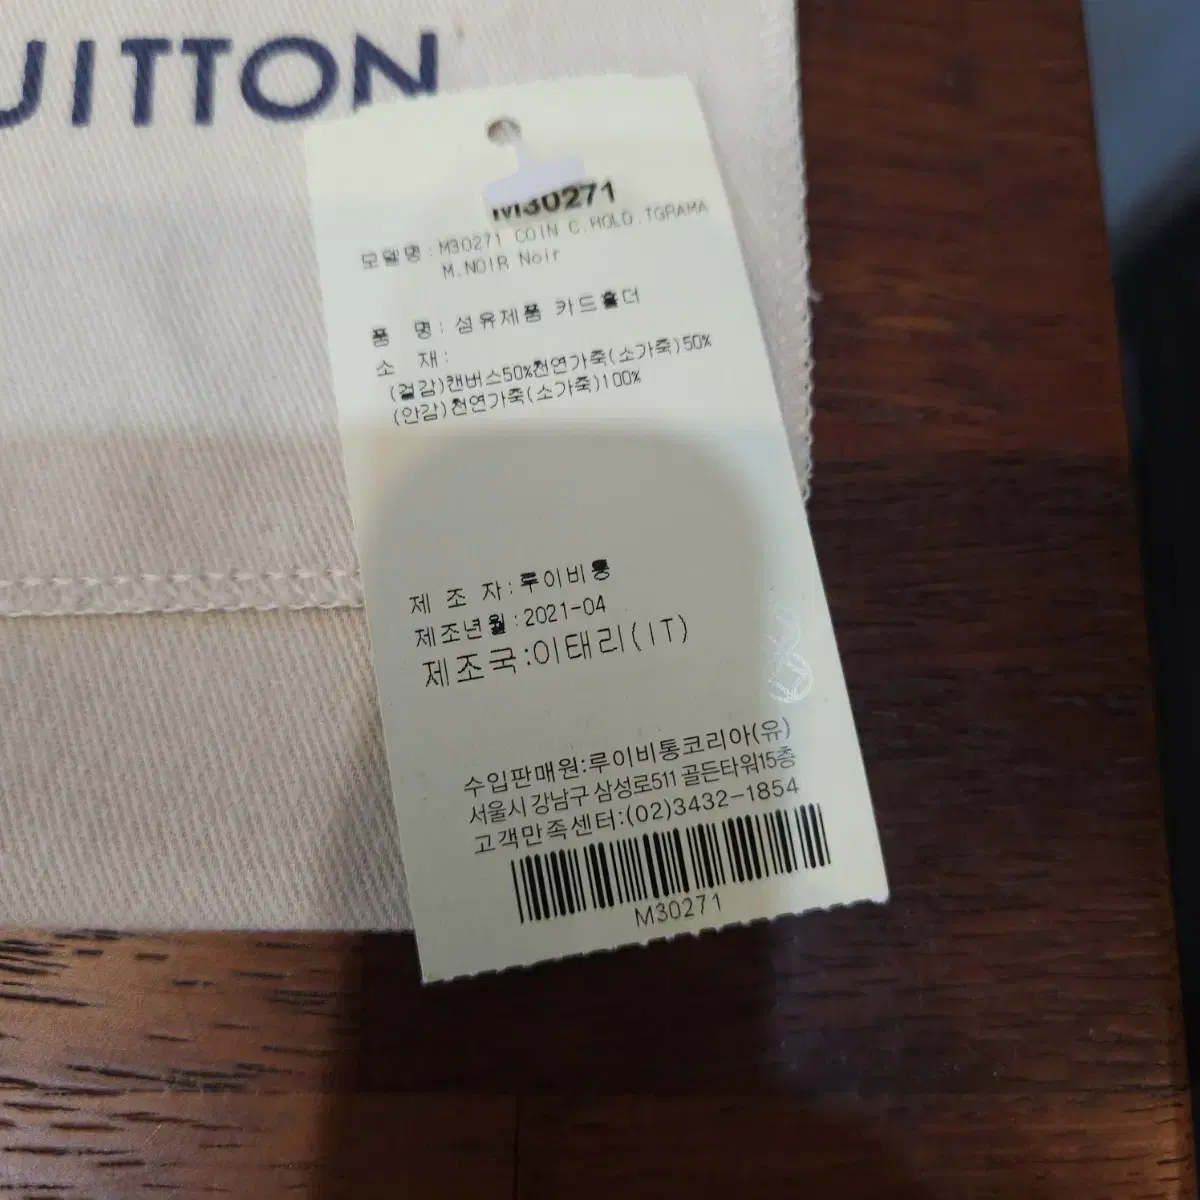 UITTON
M30271
모델명:M30271 COIN C.HOLD.TGRAMA
M.NOIR Noir
품 명:섬유제품 카드홀더
소 재:
(겉감)캔버스50%천연가죽(소가죽)50%
(안감)천연가죽(소가죽)100%
제 조 자:루이비통
제조년월:2021-04
제조국:이태리(IT)
수입판매원:루이비통코리아(유)
서울시 강남구 삼성로511 골든타워15층
고객만족센터:(02)3432-1854
M30271